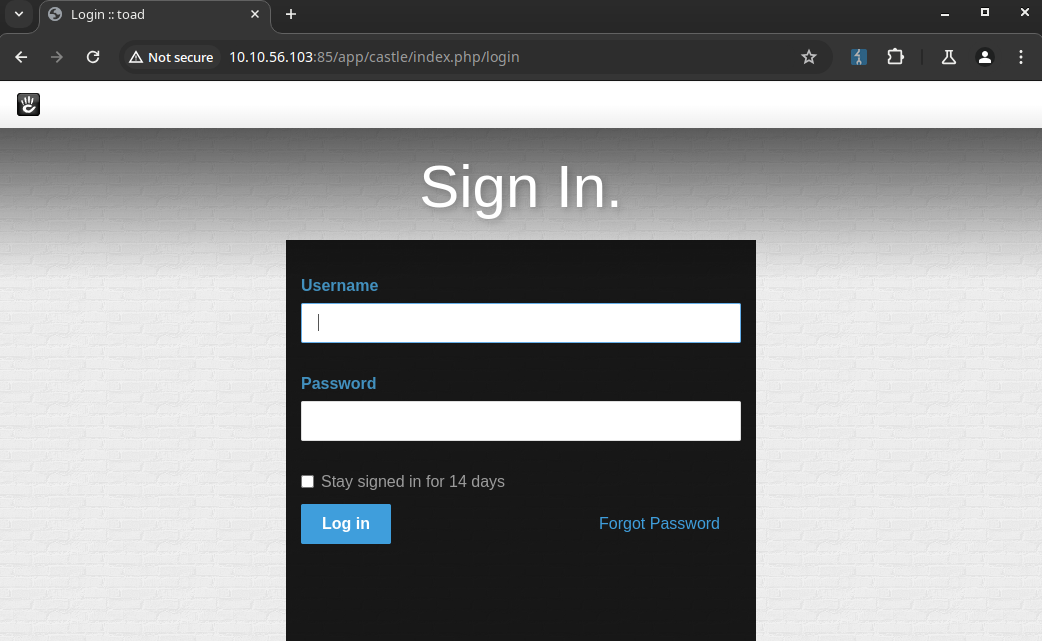 Login :: toad
Not secure 10.10.56.103:85/app/castle/index.php/login
Sign In.
Username
Password
Stay signed in for 14 days
Log in Forgot Password